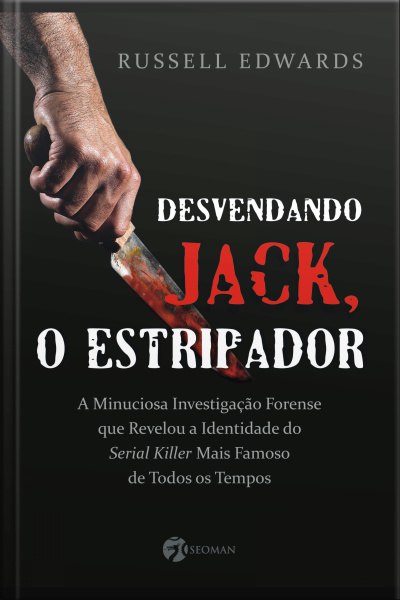 RUSSELL EDWARDS
DESVENDANDO
JACK,
O ESTRIPADOR
A Minuciosa Investigação Forense
que Revelou a Identidade do
Serial Killer Mais Famoso
de Todos os Tempos
SEOMAN